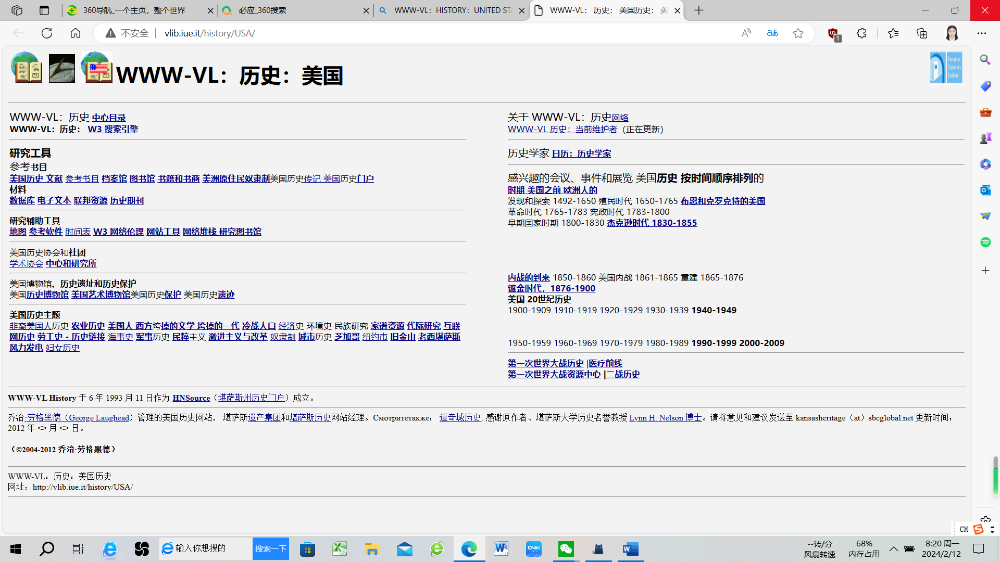 360导航_一个主页，整个世界
必应_360搜索
WWW-VL：HISTORY：UNITED STA
WWW-VL： 历史： 美国历史： 美
不安全
vlib.iue.it/history/USA/
aあ
1
WWW-VL：历史：美国
European University Institute
WWW-VL：历史 中心目录
WWW-VL：历史： W3 搜索引擎
研究工具
参考书目
美国历史 文献 参考书目 档案馆 图书馆 书籍和书商 美洲原住民奴隶制美国历史传记 美国历史门户
材料
数据库 电子文本 联邦资源 历史期刊
研究辅助工具
地图 参考软件 时间表 W3 网络伦理 网站工具 网络堆栈 研究图书馆
美国历史协会和社团
学术协会 中心和研究所
美国博物馆、历史遗址和历史保护
美国历史博物馆 美国艺术博物馆美国历史保护 美国历史遗迹
美国历史主题
非裔美国人历史 农业历史 美国人 西方垮掉的文学 垮掉的一代 冷战人口 经济史 环境史 民族研究 家谱资源 代际研究 互联
网历史 劳工史 - 历史链接 海事史 军事历史 民粹主义 激进主义与改革 奴隶制 城市历史 芝加哥 纽约市 旧金山 老西堪萨斯
风力发电 妇女历史
关于 WWW-VL：历史网络
WWW-VL 历史：当前维护者（正在更新）
历史学家 日历：历史学家
感兴趣的会议、事件和展览 美国历史 按时间顺序排列的
时期 美国之前 欧洲人的
发现和探索 1492-1650 殖民时代 1650-1765 布恩和克罗克特的美国
革命时代 1765-1783 宪政时代 1783-1800
早期国家时期 1800-1830 杰克逊时代 1830-1855
内战的到来 1850-1860 美国内战 1861-1865 重建 1865-1876
镀金时代，1876-1900
美国 20世纪历史
1900-1909 1910-1919 1920-1929 1930-1939 1940-1949
1950-1959 1960-1969 1970-1979 1980-1989 1990-1999 2000-2009
第一次世界大战历史 |医疗前线
第一次世界大战资源中心 |二战历史
WWW-VL History 于 6 年 1993 月 11 日作为 HNSource（堪萨斯州历史门户）成立。
乔治·劳格黑德（George Laughead）管理的美国历史网站， 堪萨斯遗产集团和堪萨斯历史网站经理。Смотритетакже： 道奇城历史. 感谢原作者、堪萨斯大学历史名誉教授 Lynn H. Nelson 博士。请将意见和建议发送至 kansasheritage（at）sbcglobal.net 更新时间：
2012 年 <> 月 <> 日。
（©2004-2012 乔治·劳格黑德）
WWW-VL：历史：美国历史
网址：http://vlib.iue.it/history/USA/
CH
输入你想搜的
搜索一下
CNKI
--转/分
风扇转速
68%
内存占用
8:20 周一
2024/2/12